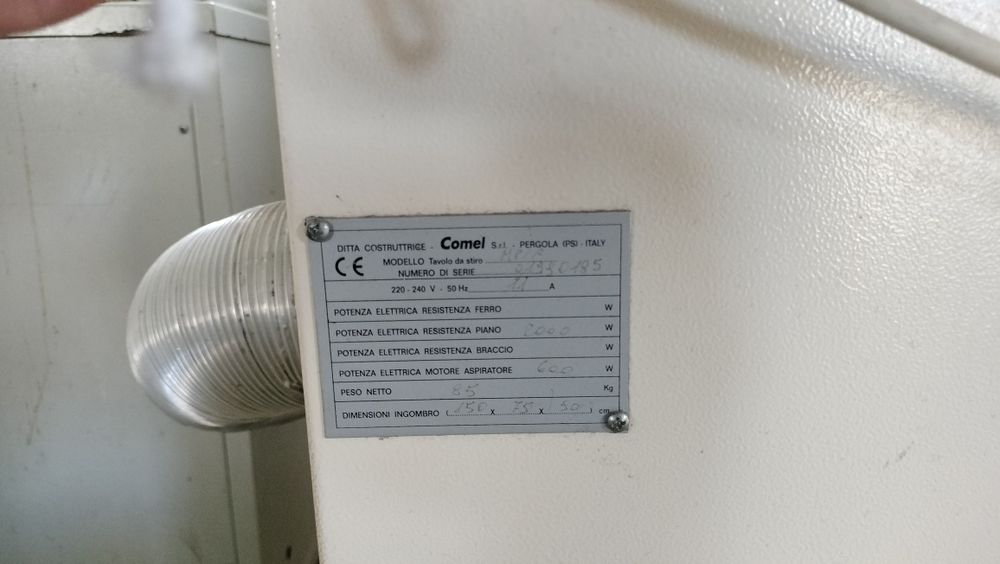 DITTA COSTRUTTRICE - Comel S.r.l. - PERGOLA (PS) - ITALY
CE MODELLO Tavolo da stiro
NUMERO DI SERIE
220 - 240 V - 50 Hz 11 A
POTENZA ELETTRICA RESISTENZA FERRO W
POTENZA ELETTRICA RESISTENZA PIANO 2000 W
POTENZA ELETTRICA RESISTENZA BRACCIO W
POTENZA ELETTRICA MOTORE ASPIRATORE 600 W
PESO NETTO 85 Kg
DIMENSIONI INGOMBRO (150 x 75 x ) cm